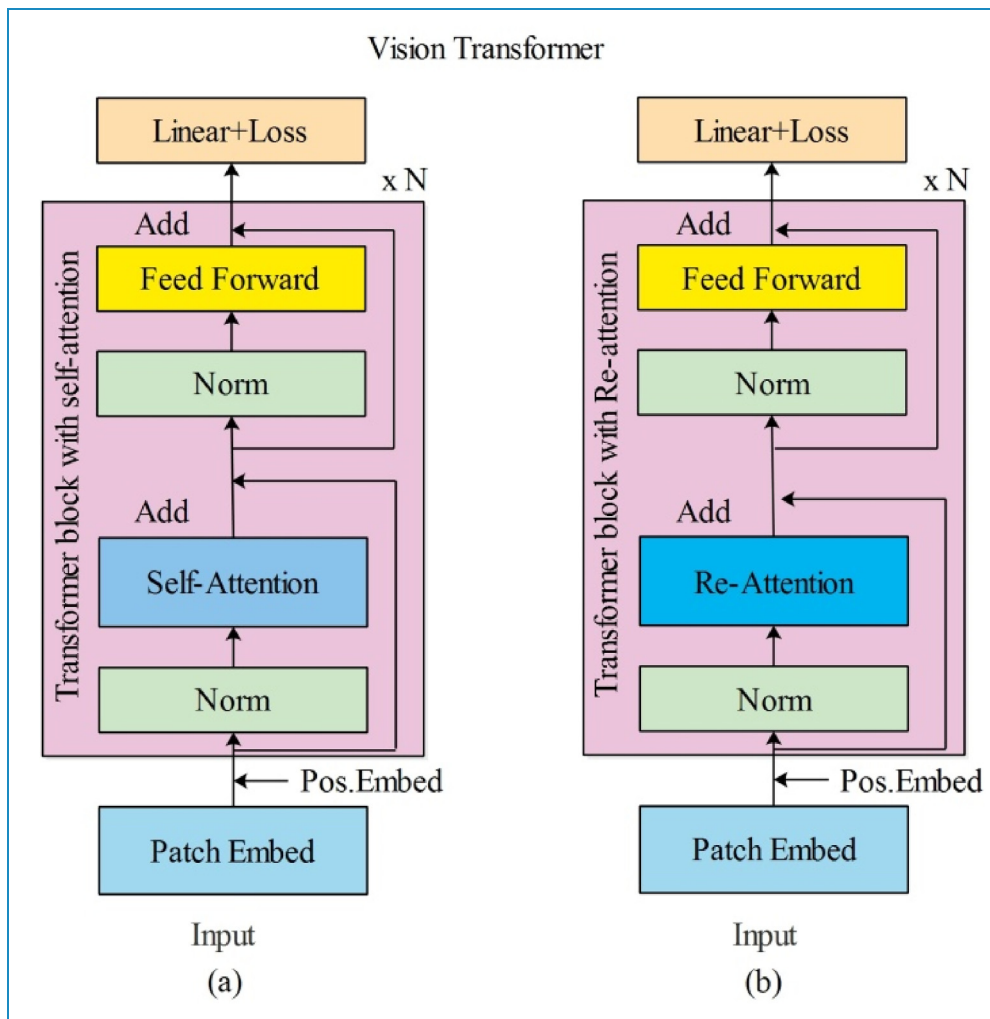 Vision Transformer
Linear+Loss
x N
Add
Feed Forward
Norm
Add
Self-Attention
Norm
Transformer block with self-attention
Pos.Embed
Patch Embed
Input
(a)
Linear+Loss
x N
Add
Feed Forward
Norm
Add
Re-Attention
Norm
Transformer block with Re-attention
Pos.Embed
Patch Embed
Input
(b)